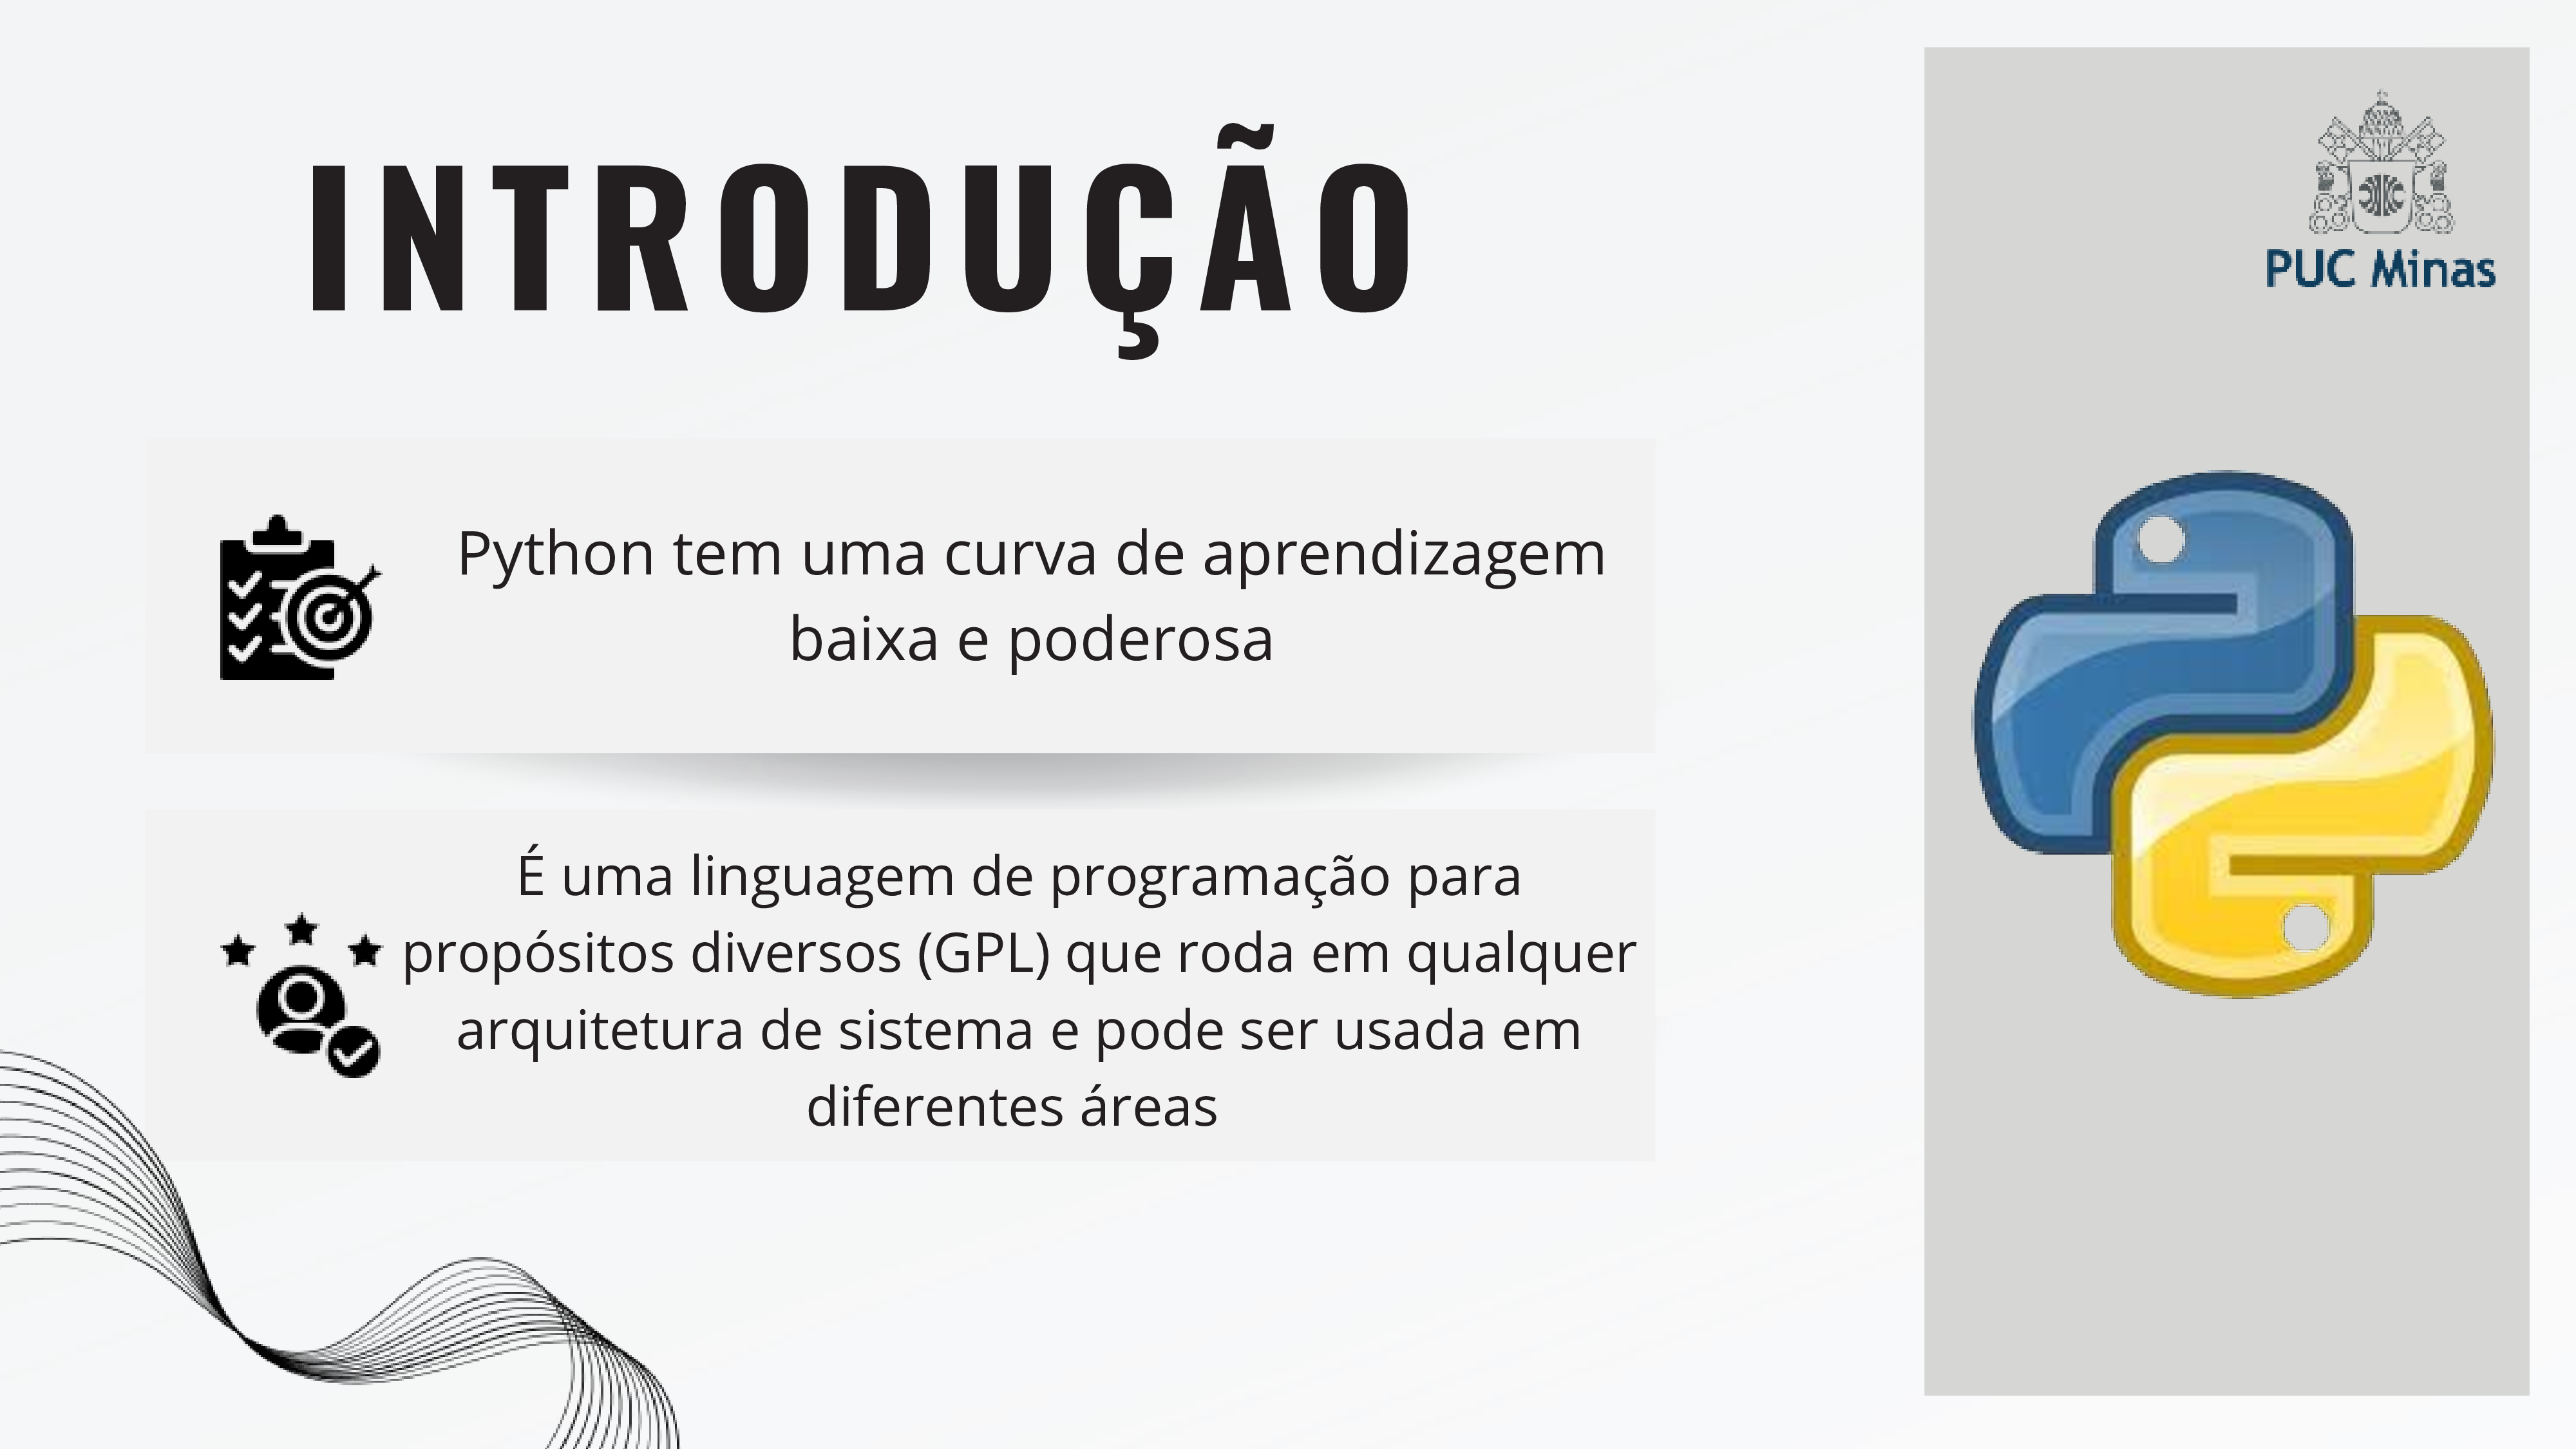 INTRODUÇÃO
PUC Minas
Python tem uma curva de aprendizagem
baixa e poderosa
É uma linguagem de programação para
propósitos diversos (GPL) que roda em qualquer
arquitetura de sistema e pode ser usada em
diferentes áreas